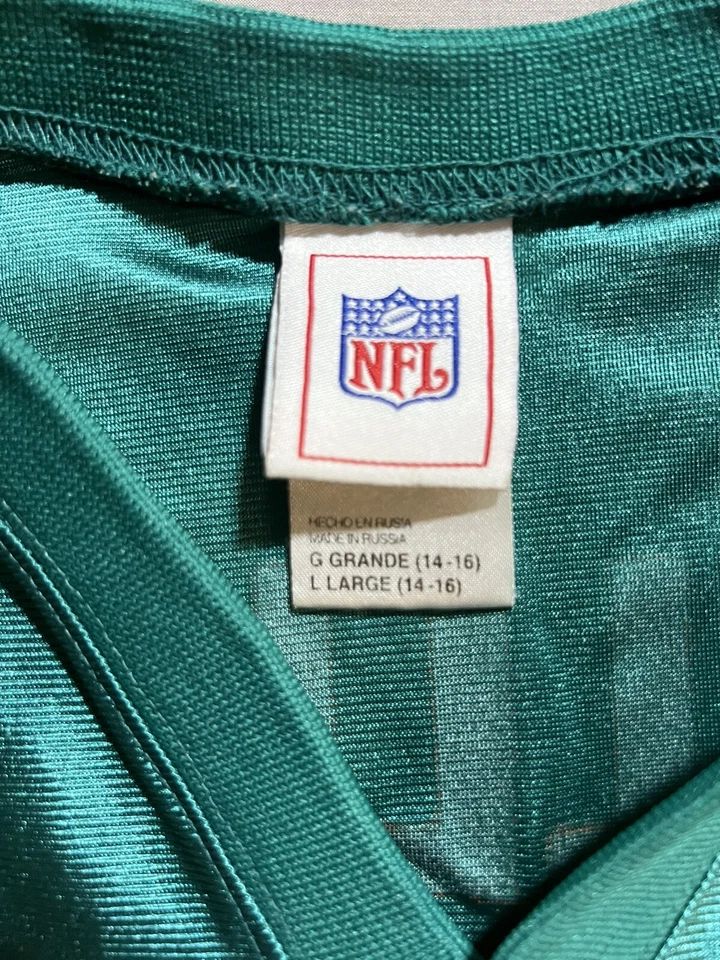 NFL
HECHO EN RUSIA
MADE IN RUSSIA
G GRANDE (14-16)
L LARGE (14-16)